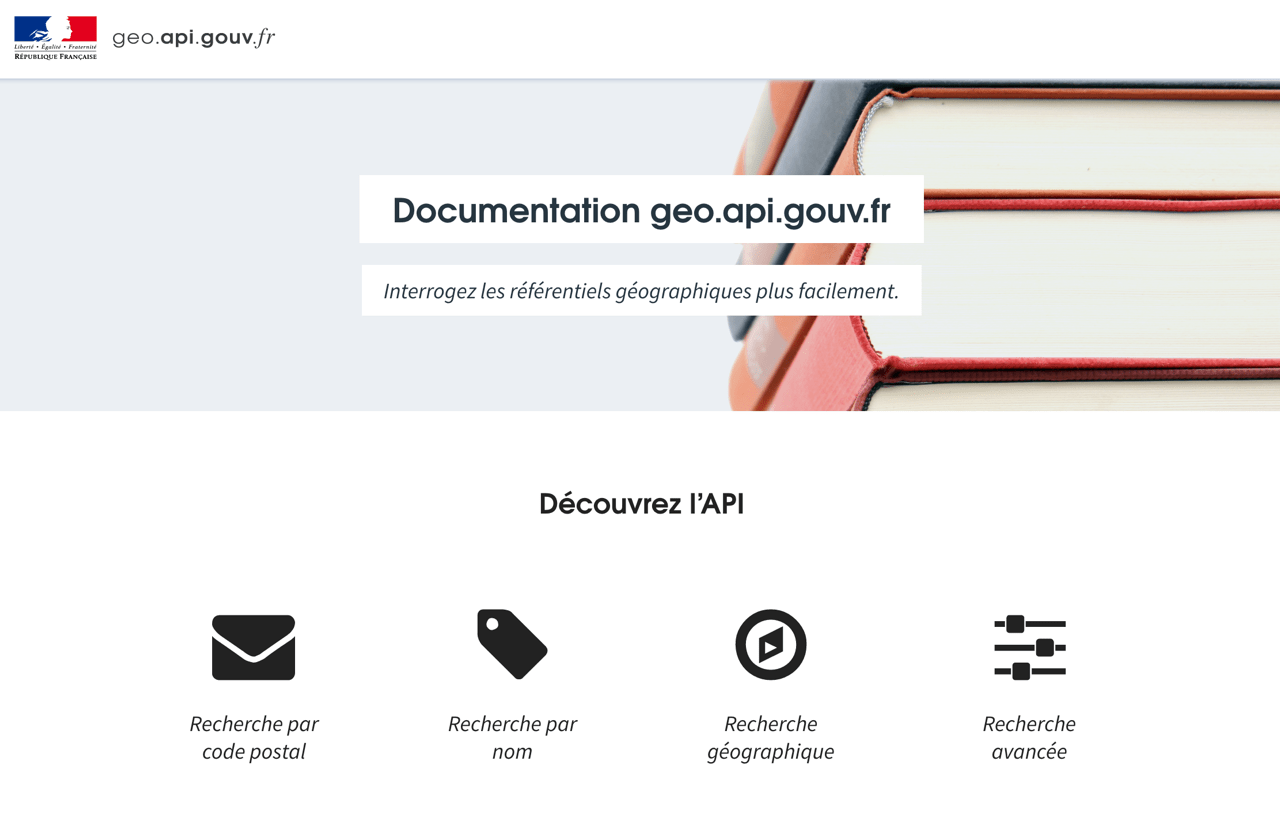 Liberté • Égalité • Fraternité
RÉPUBLIQUE FRANÇAISE
geo.api.gouv.fr
Documentation geo.api.gouv.fr
Interrogez les référentiels géographiques plus facilement.
Découvrez l’API
Recherche par
code postal
Recherche par
nom
Recherche
géographique
Recherche
avancée